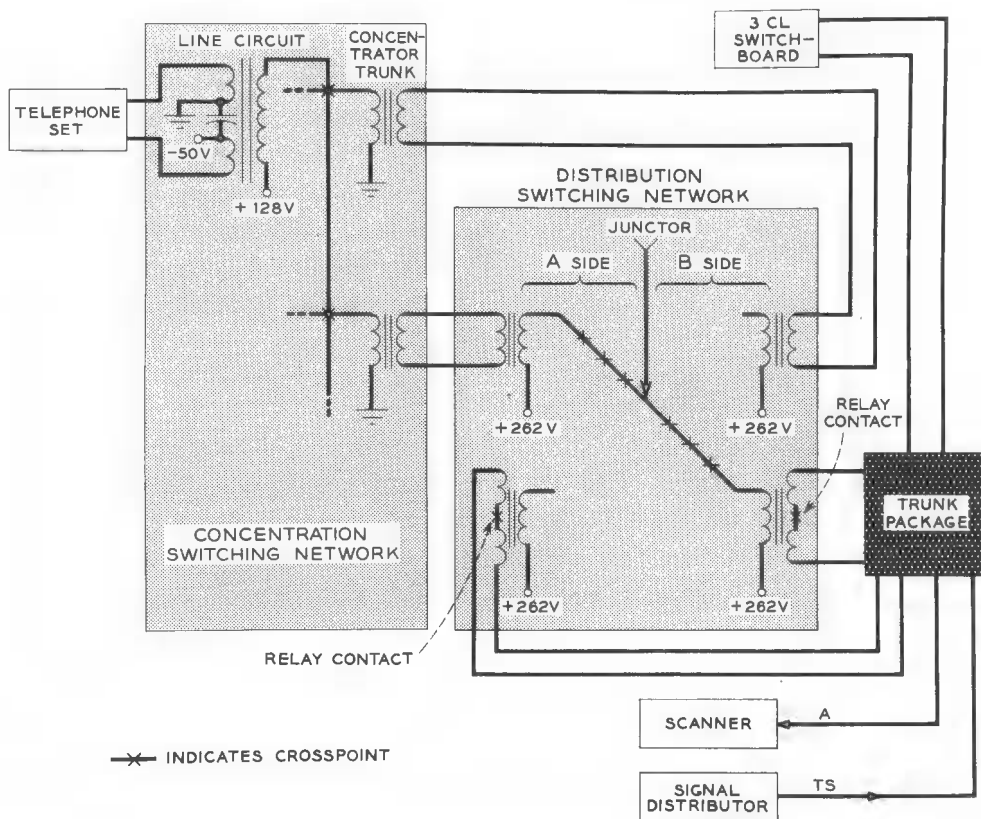 3 CL
SWITCH-
BOARD
LINE CIRCUIT
CONCEN-
TRATOR
TRUNK
TELEPHONE
SET
-50V
+128V
DISTRIBUTION
SWITCHING NETWORK
JUNCTOR
A SIDE
B SIDE
+262V
+262V
RELAY
CONTACT
TRUNK
PACKAGE
CONCENTRATION
SWITCHING NETWORK
RELAY CONTACT
+262V
+262V
SCANNER
A
INDICATES CROSSPOINT
SIGNAL
DISTRIBUTOR
TS